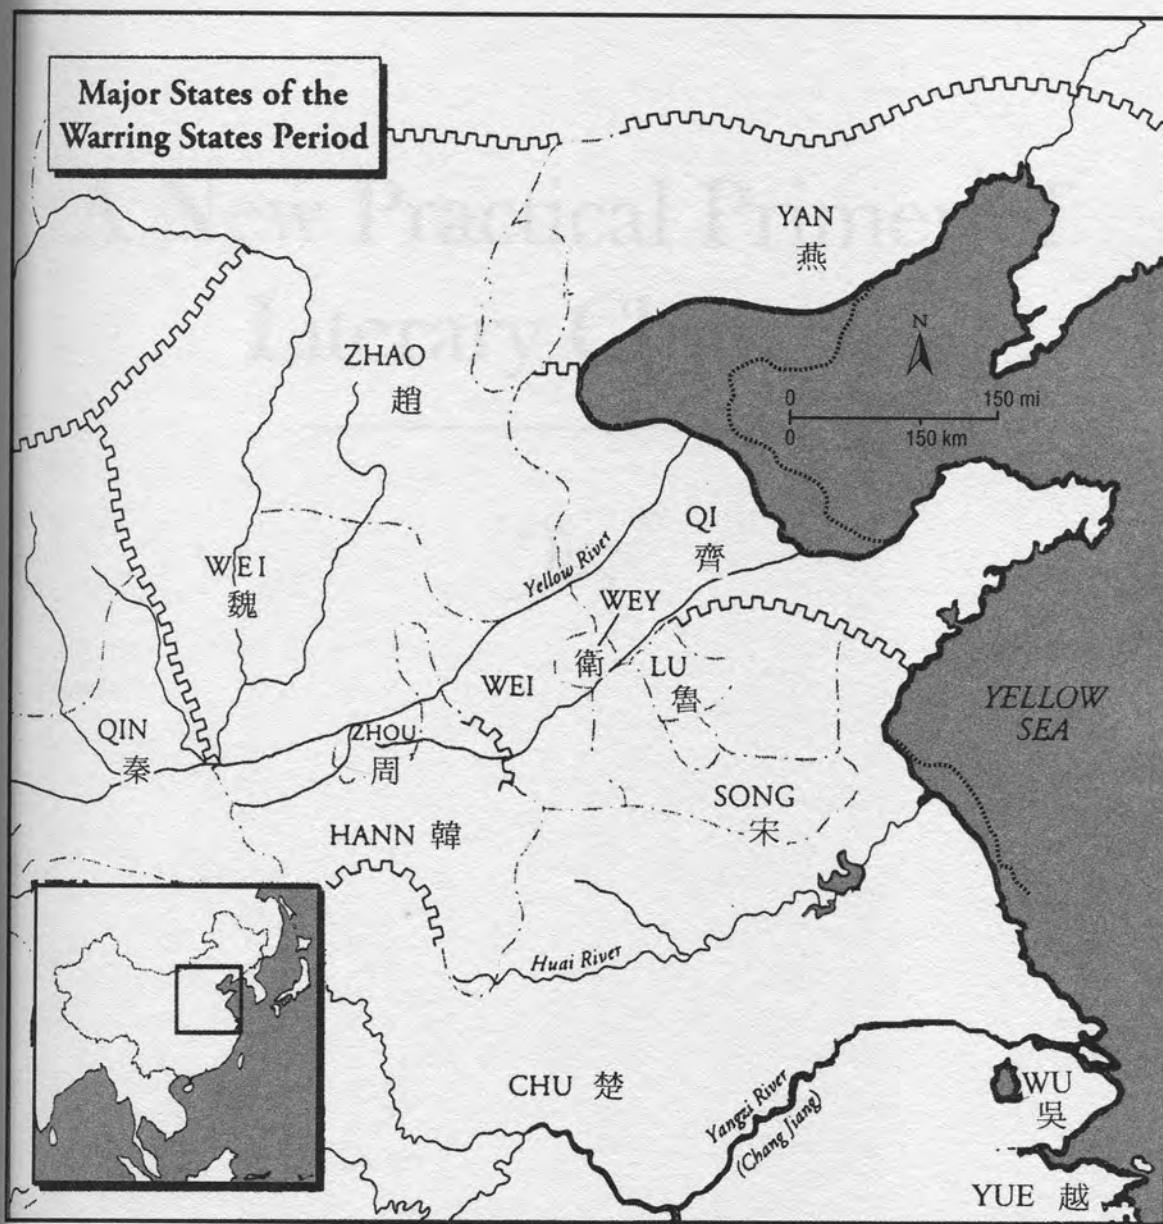 Major States of the
Warring States Period
YAN
燕
N
0 150 mi
0 150 km
ZHAO
趙
QI
齊
Yellow River
WEI
魏
WEY
衛
LU
魯
WEI
YELLOW
SEA
QIN
秦
ZHOU
周
SONG
宋
HANN 韓
Huai River
CHU 楚
Yangzi River
(Chang Jiang)
WU
吳
YUE 越